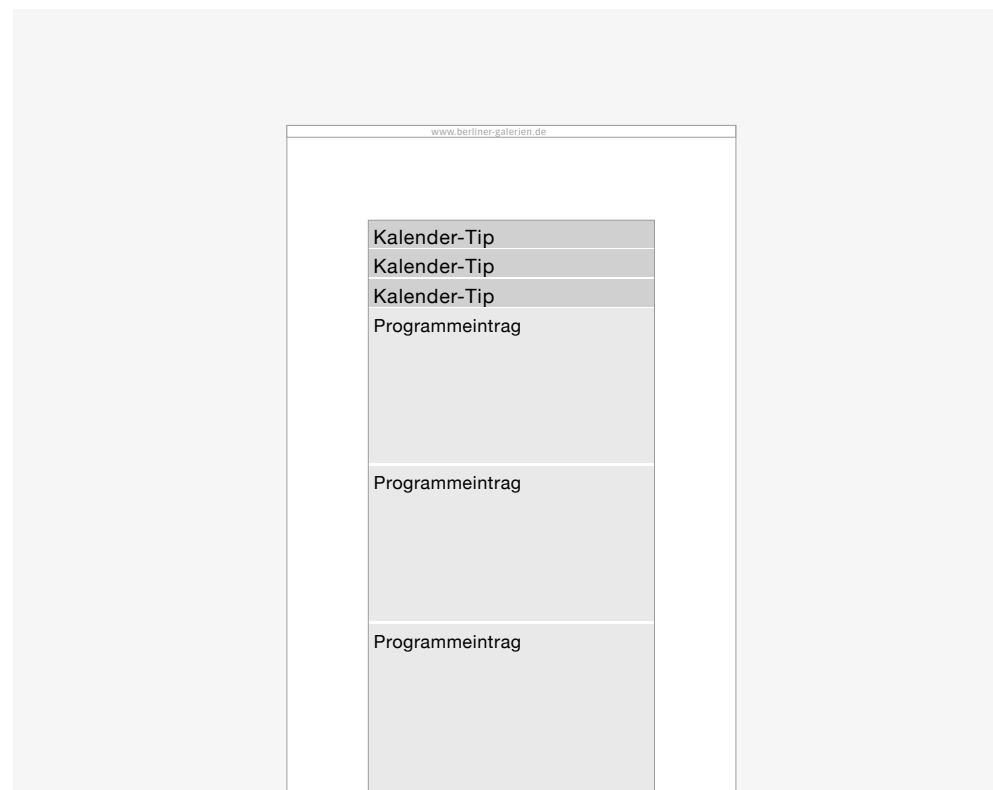 www.berliner-galerien.de
Kalender-Tip
Kalender-Tip
Kalender-Tip
Programmeintrag
Programmeintrag
Programmeintrag